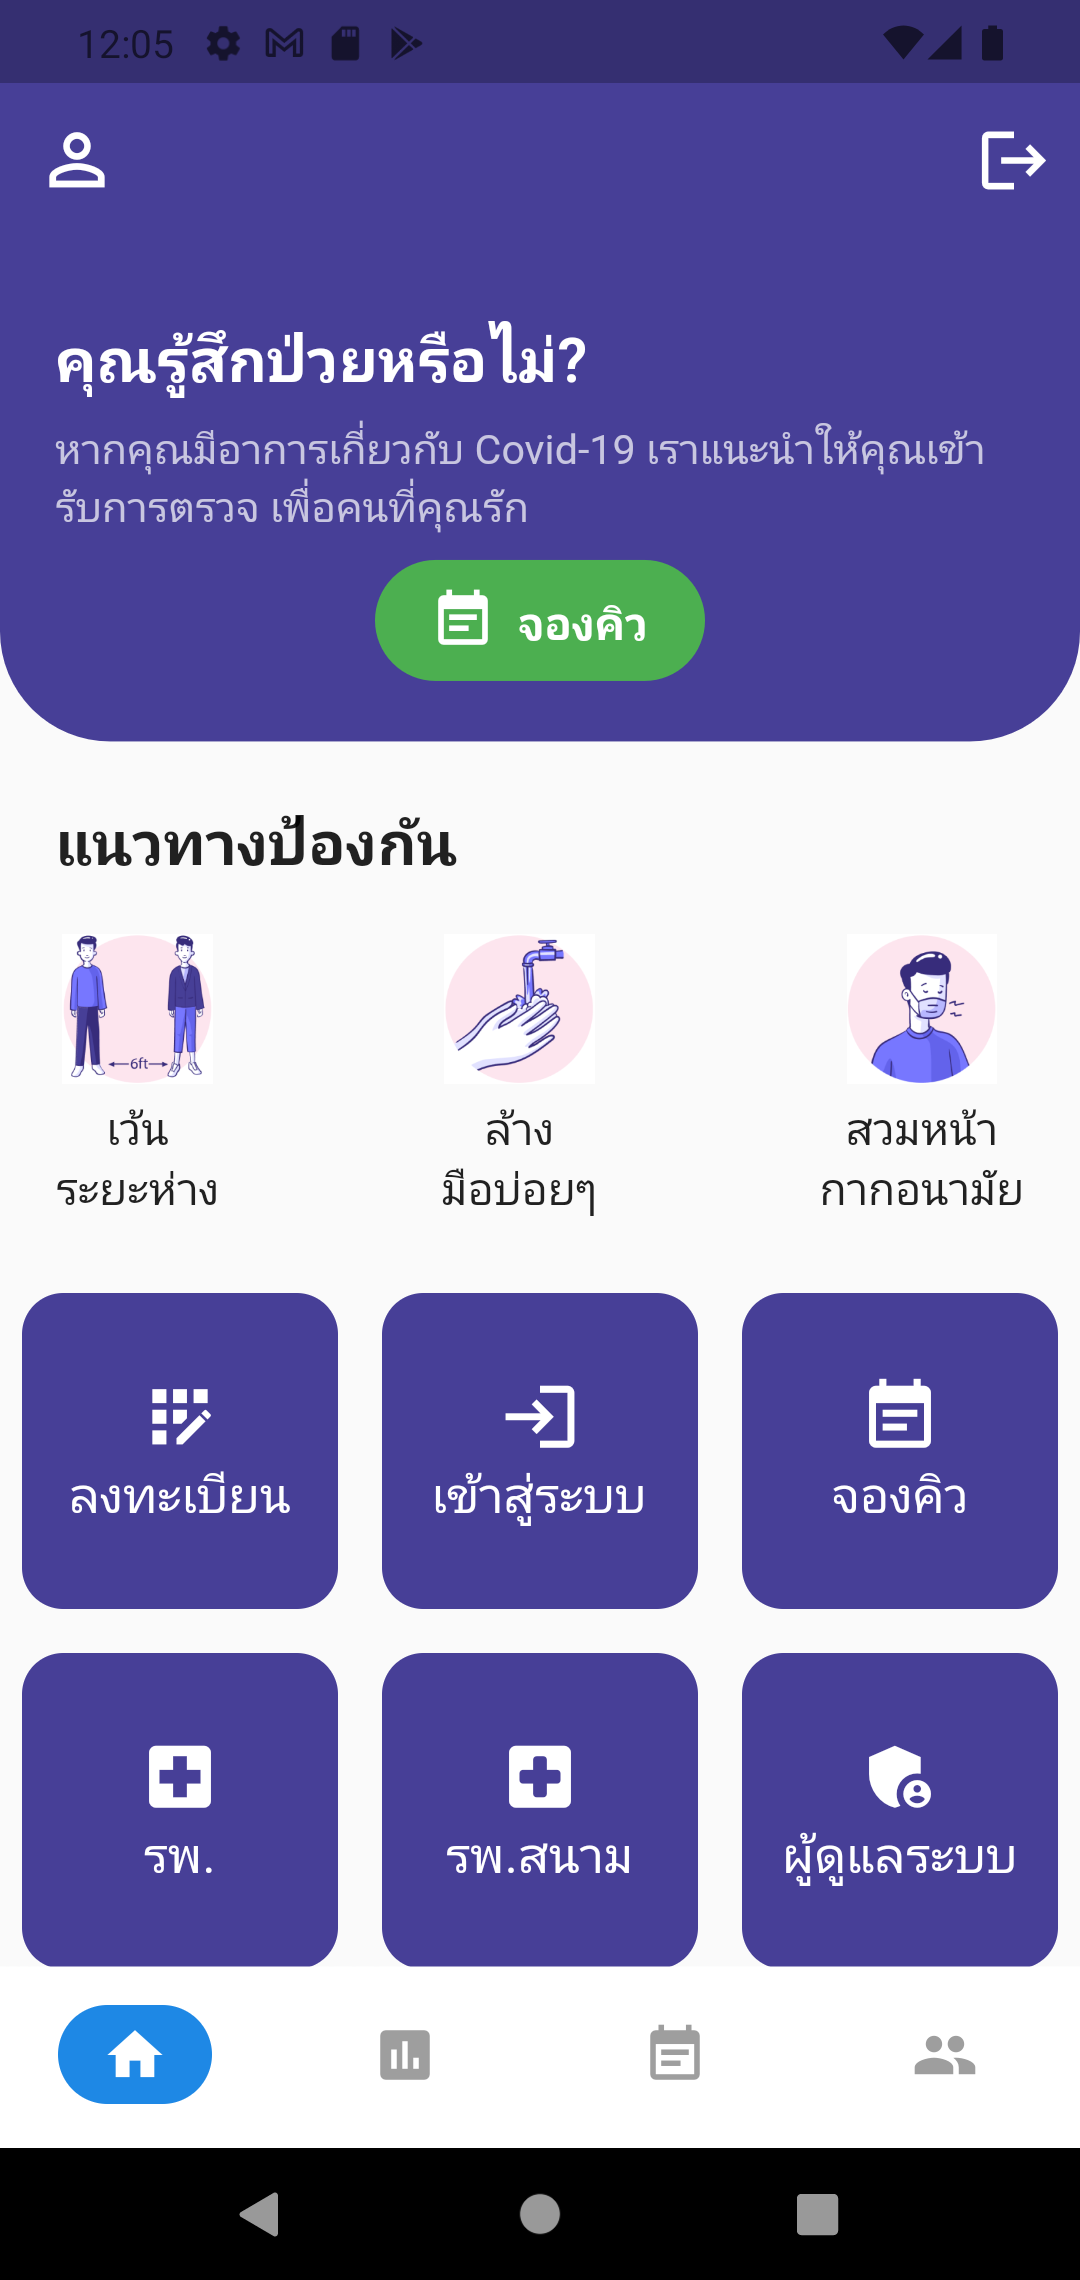 12:05
คุณรู้สึกป่วยหรือไม่?
หากคุณมีอาการเกี่ยวกับ Covid-19 เราแนะนำให้คุณเข้า
รับการตรวจ เพื่อคนที่คุณรัก
จองคิว
แนวทางป้องกัน
6ft
เว้น
ระยะห่าง
ล้าง
มือบ่อยๆ
สวมหน้า
กากอนามัย
ลงทะเบียน
เข้าสู่ระบบ
จองคิว
รพ.
รพ.สนาม
ผู้ดูแลระบบ